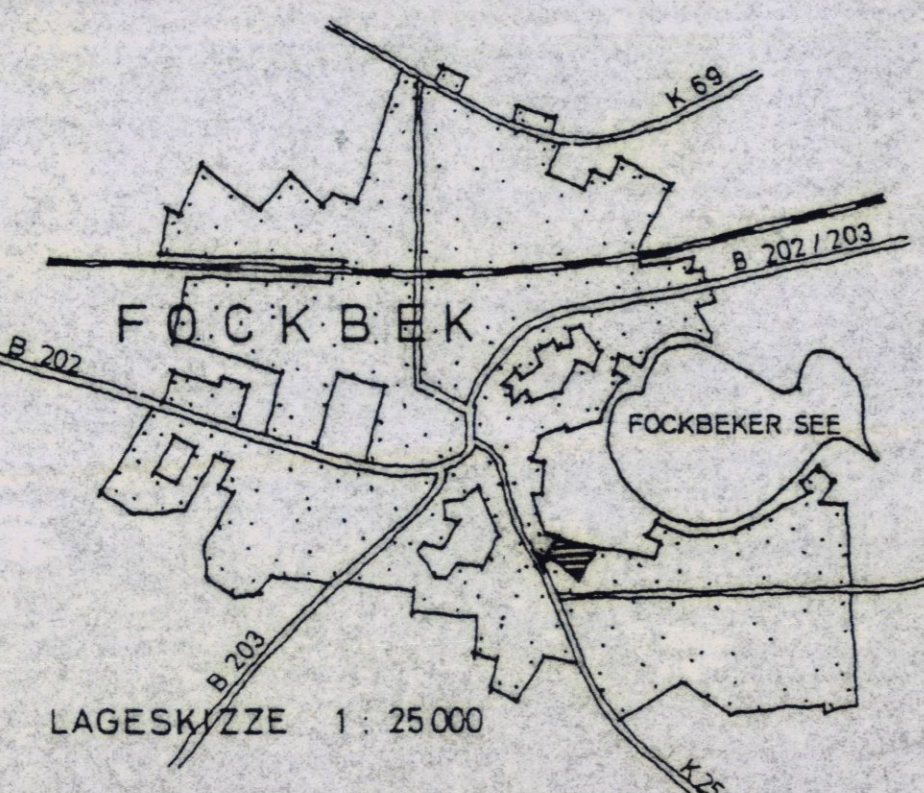 K 69
B 202/203
FOCKBEK
B 202
FOCKBEKER SEE
B 203
LAGESKIZZE 1 : 25 000
K 25